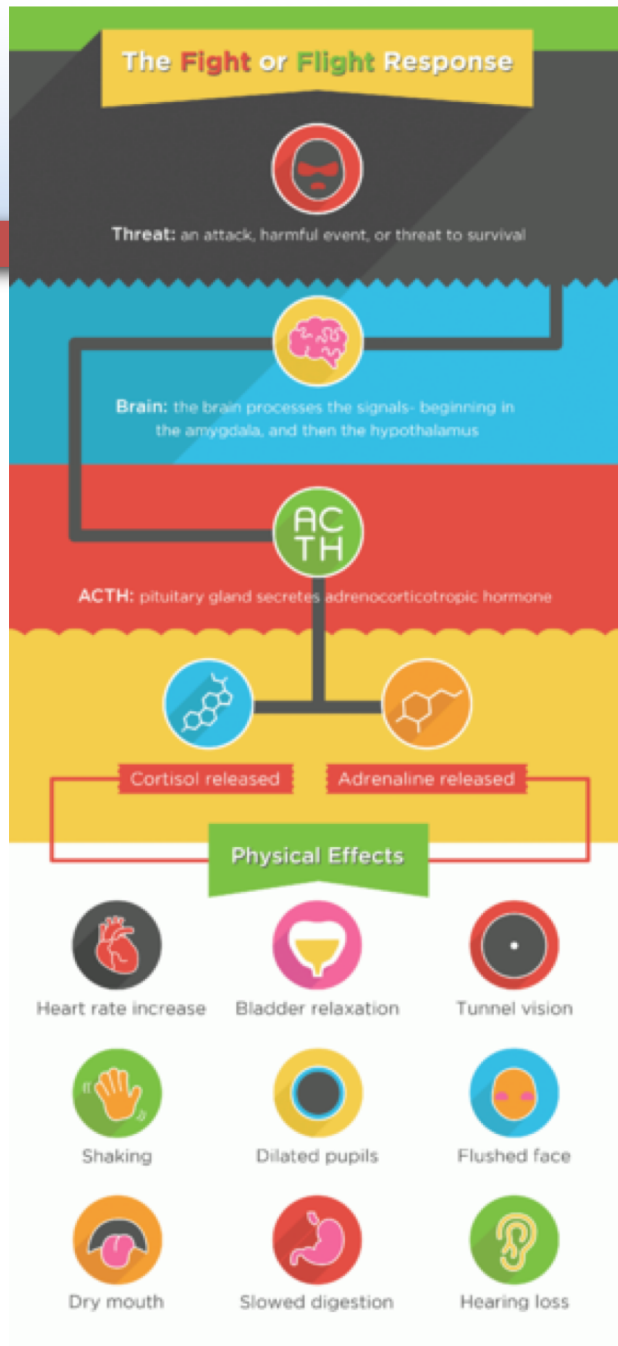 The Fight or Flight Response
Threat: an attack, harmful event, or threat to survival
Brain: the brain processes the signals- beginning in
the amygdala, and then the hypothalamus
AC
TH
ACTH: pituitary gland secretes adrenocorticotropic hormone
Cortisol released
Adrenaline released
Physical Effects
Heart rate increase
Bladder relaxation
Tunnel vision
Shaking
Dilated pupils
Flushed face
Dry mouth
Slowed digestion
Hearing loss